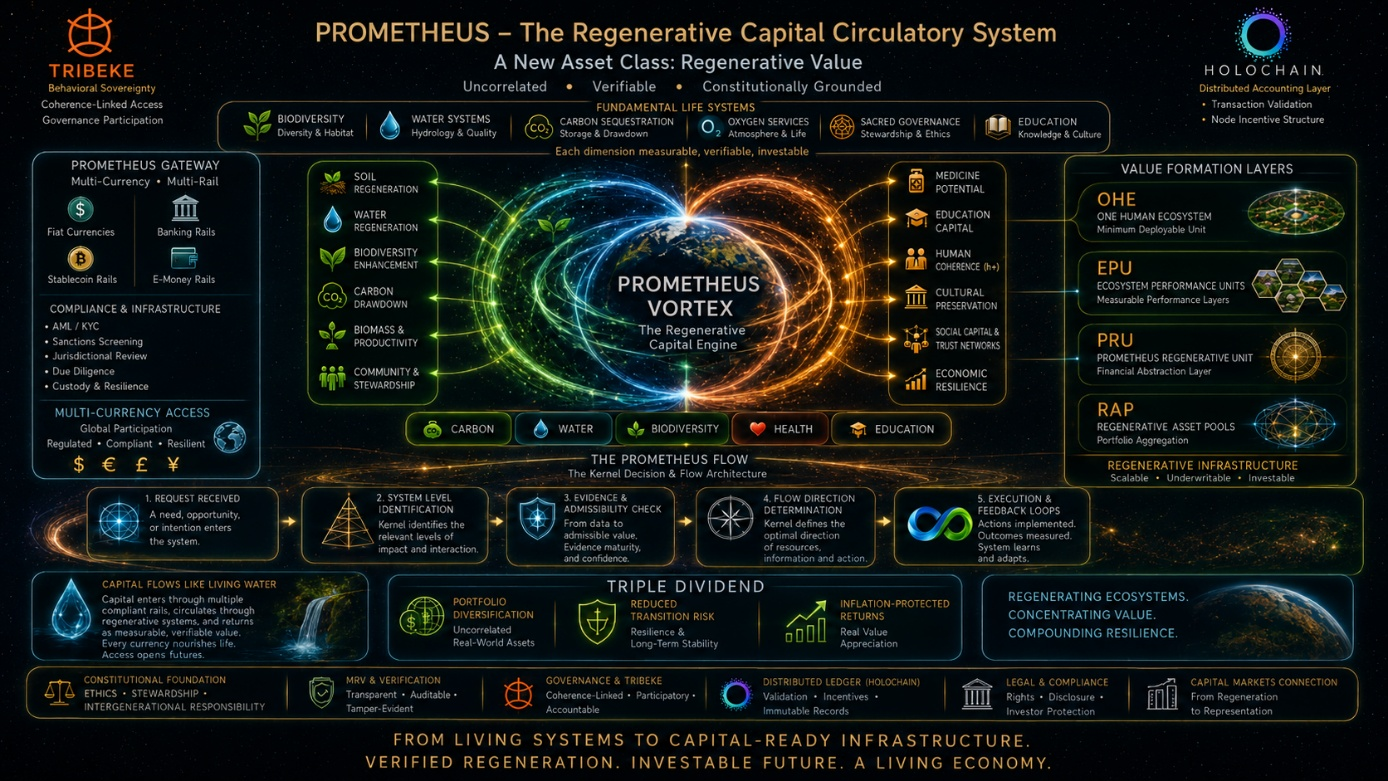 PROMETHEUS – The Regenerative Capital Circulatory System
A New Asset Class: Regenerative Value
Uncorrelated • Verifiable • Constitutionally Grounded
TRIBEKE
Behavioral Sovereignty
Coherence-Linked Access
Governance Participation
HOLOCHAIN
Distributed Accounting Layer
• Transaction Validation
• Node Incentive Structure
FUNDAMENTAL LIFE SYSTEMS
BIODIVERSITY
Diversity & Habitat
WATER SYSTEMS
Hydrology & Quality
CO₂
CARBON SEQUESTRATION
Storage & Drawdown
O₂
OXYGEN SERVICES
Atmosphere & Life
SACRED GOVERNANCE
Stewardship & Ethics
EDUCATION
Knowledge & Culture
Each dimension measurable, verifiable, investable
PROMETHEUS GATEWAY
Multi-Currency • Multi-Rail
$
Fiat Currencies
Banking Rails
B
Stablecoin Rails
E-Money Rails
COMPLIANCE & INFRASTRUCTURE
• AML / KYC
• Sanctions Screening
• Jurisdictional Review
• Due Diligence
• Custody & Resilience
MULTI-CURRENCY ACCESS
Global Participation
Regulated • Compliant • Resilient
$ € £ ¥
SOIL
REGENERATION
WATER
REGENERATION
BIODIVERSITY
ENHANCEMENT
CO₂
CARBON
DRAWDOWN
BIOMASS &
PRODUCTIVITY
COMMUNITY &
STEWARDSHIP
PROMETHEUS
VORTEX
The Regenerative
Capital Engine
MEDICINE
POTENTIAL
EDUCATION
CAPITAL
HUMAN
COHERENCE (h+)
CULTURAL
PRESERVATION
SOCIAL CAPITAL &
TRUST NETWORKS
ECONOMIC
RESILIENCE
VALUE FORMATION LAYERS
OHE
ONE HUMAN ECOSYSTEM
Minimum Deployable Unit
EPU
ECOSYSTEM PERFORMANCE UNITS
Measurable Performance Layers
PRU
PROMETHEUS REGENERATIVE UNIT
Financial Abstraction Layer
RAP
REGENERATIVE ASSET POOLS
Portfolio Aggregation
REGENERATIVE INFRASTRUCTURE
Scalable • Underwritable • Investable
CARBON
WATER
BIODIVERSITY
HEALTH
EDUCATION
THE PROMETHEUS FLOW
The Kernel Decision & Flow Architecture
1. REQUEST RECEIVED
A need, opportunity,
or intention enters
the system.
2. SYSTEM LEVEL
IDENTIFICATION
Kernel identifies the
relevant levels of
impact and interaction.
3. EVIDENCE &
ADMISSIBILITY CHECK
From data to
admissible value.
Evidence maturity,
and confidence.
4. FLOW DIRECTION
DETERMINATION
Kernel defines the
optimal direction
of resources,
information and action.
5. EXECUTION &
FEEDBACK LOOPS
Actions implemented.
Outcomes measured.
System learns
and adapts.
CAPITAL FLOWS LIKE LIVING WATER
Capital enters through multiple
compliant rails, circulates through
regenerative systems, and returns
as measurable, verifiable value.
Every currency nourishes life.
Access opens futures.
TRIPLE DIVIDEND
PORTFOLIO
DIVERSIFICATION
Uncorrelated
Real-World Assets
REDUCED
TRANSITION RISK
Resilience &
Long-Term Stability
INFLATION-PROTECTED
RETURNS
Real Value
Appreciation
REGENERATING ECOSYSTEMS.
CONCENTRATING VALUE.
COMPOUNDING RESILIENCE.
CONSTITUTIONAL FOUNDATION
ETHICS • STEWARDSHIP •
INTERGENERATIONAL RESPONSIBILITY
MRV & VERIFICATION
Transparent • Auditable •
Tamper-Evident
GOVERNANCE & TRIBEKE
Coherence-Linked • Participatory •
Accountable
DISTRIBUTED LEDGER (HOLOCHAIN)
Validation • Incentives •
Immutable Records
LEGAL & COMPLIANCE
Rights • Disclosure •
Investor Protection
CAPITAL MARKETS CONNECTION
From Regeneration
to Representation
FROM LIVING SYSTEMS TO CAPITAL-READY INFRASTRUCTURE.
VERIFIED REGENERATION. INVESTABLE FUTURE. A LIVING ECONOMY.